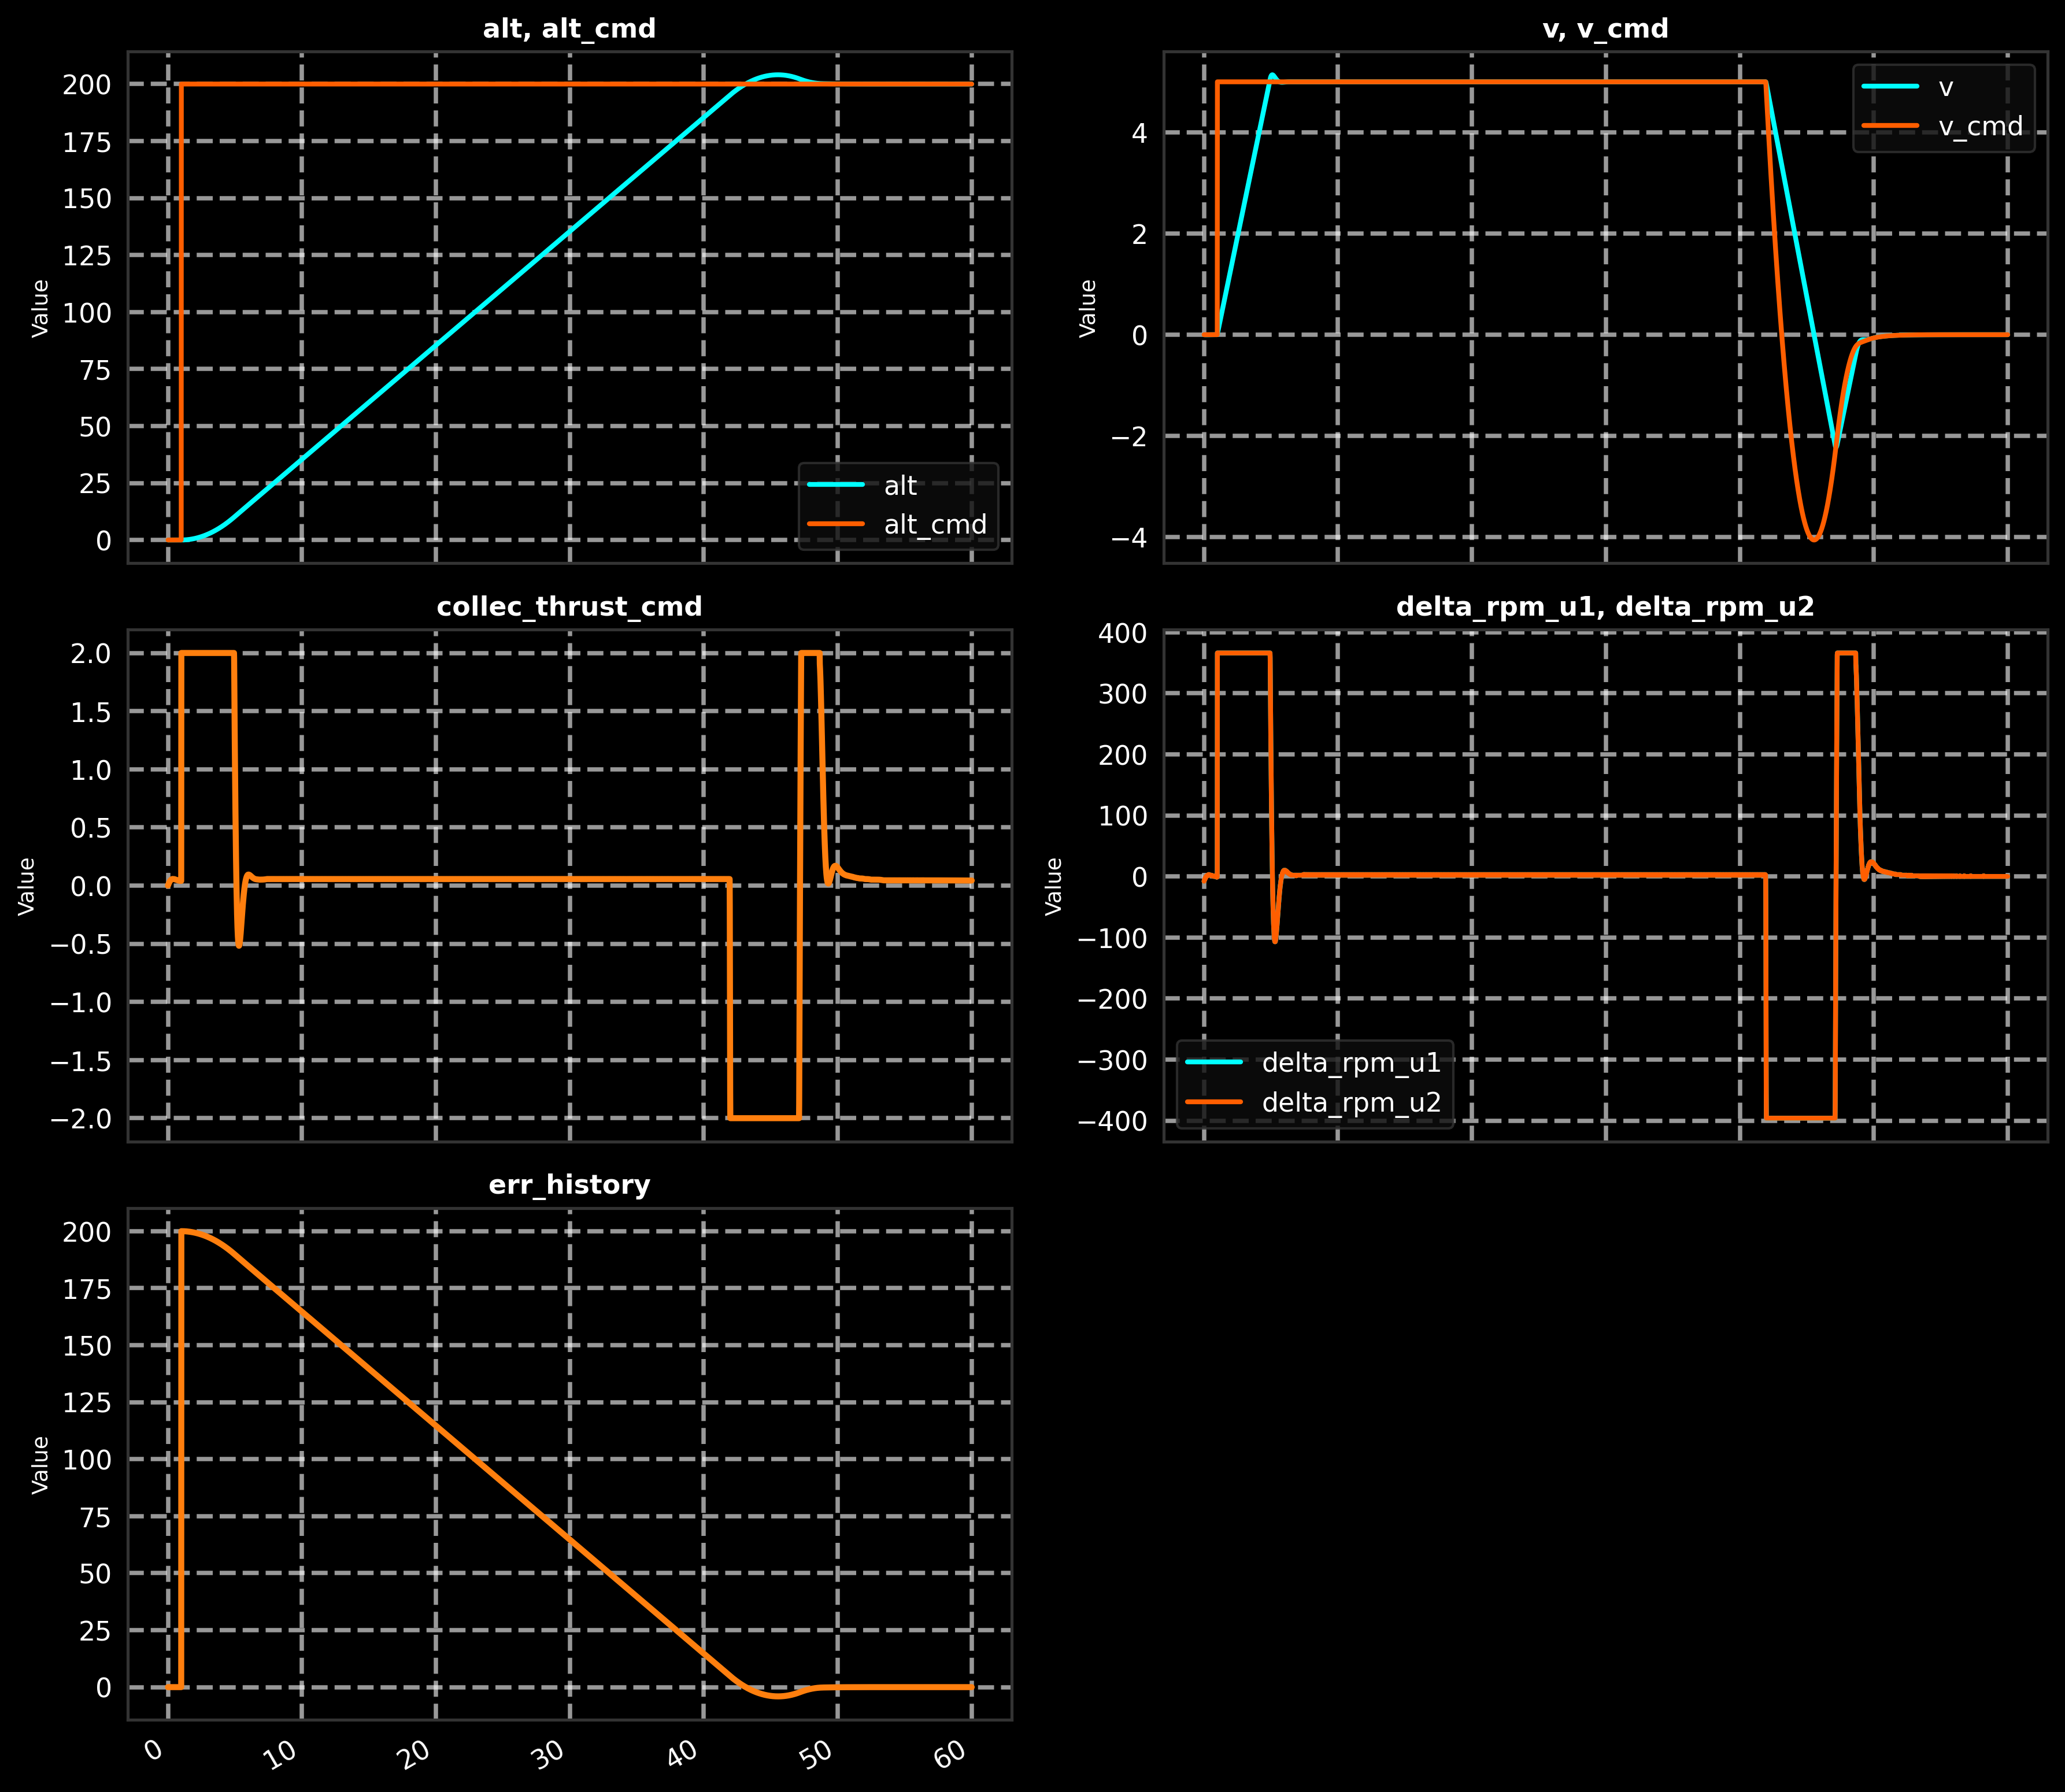 alt, alt_cmd
200
175
150
125
100
75
50
25
0
Value
alt
alt_cmd
v, v_cmd
4
2
0
−2
−4
Value
v
v_cmd
collec_thrust_cmd
2.0
1.5
1.0
0.5
0.0
−0.5
−1.0
−1.5
−2.0
Value
delta_rpm_u1, delta_rpm_u2
400
300
200
100
0
−100
−200
−300
−400
Value
delta_rpm_u1
delta_rpm_u2
err_history
200
175
150
125
100
75
50
25
0
Value
0 10 20 30 40 50 60